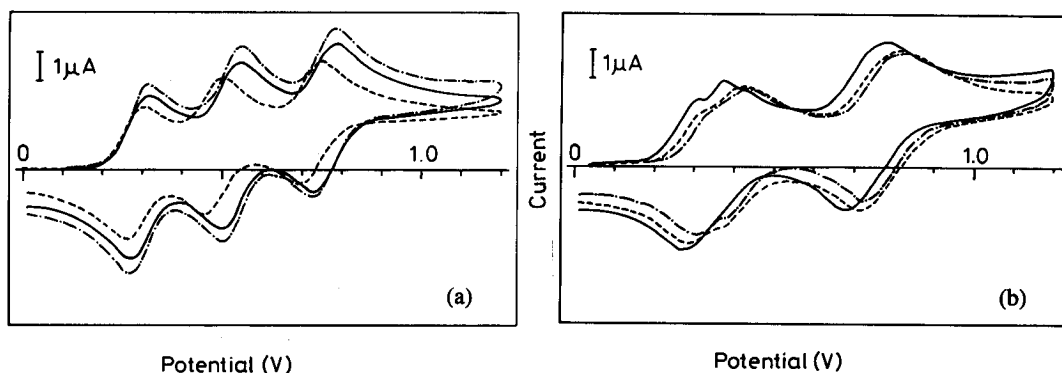 1μA
0
1.0
(a)
Potential (V)
Current
1μA
0
1.0
(b)
Potential (V)